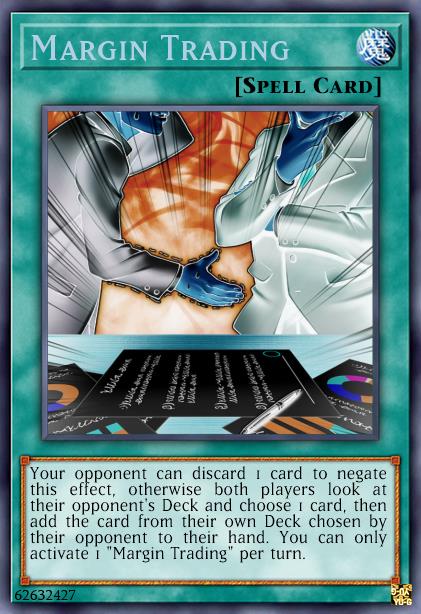 MARGIN TRADING
魔
[SPELL CARD]
Your opponent can discard 1 card to negate
this effect, otherwise both players look at
their opponent's Deck and choose 1 card, then
add the card from their own Deck chosen by
their opponent to their hand. You can only
activate 1 "Margin Trading" per turn.
62632427